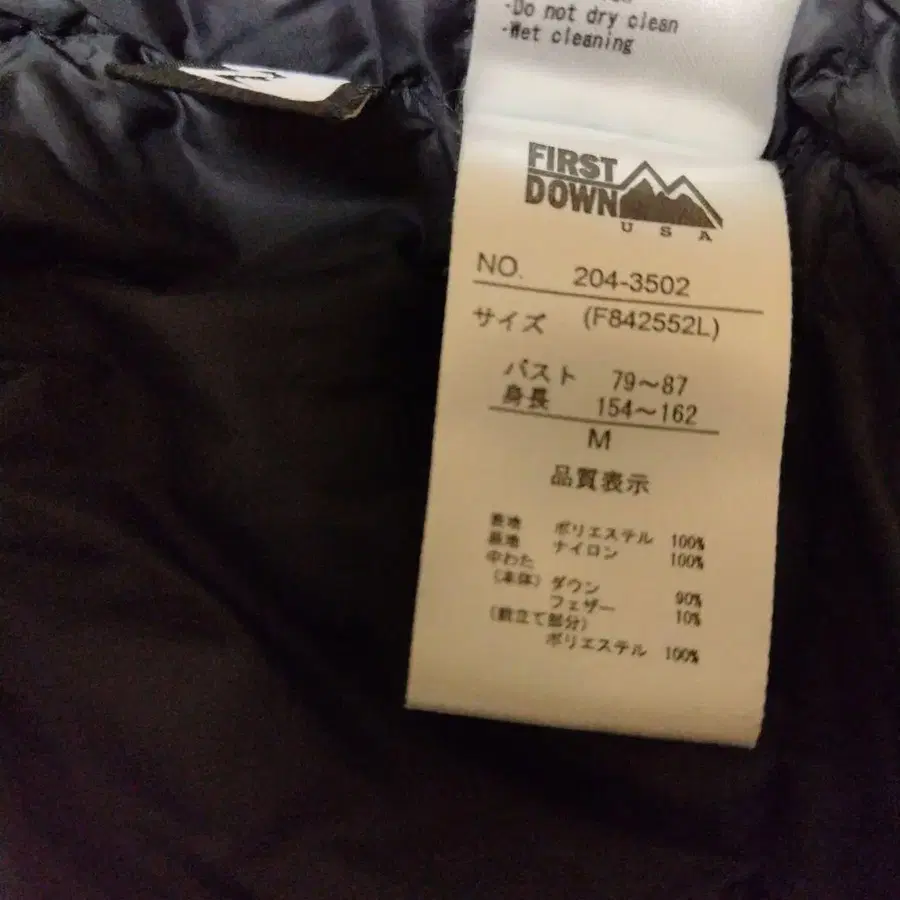 -Do not dry clean
-Wet cleaning
FIRST
DOWN
USA
NO. 204-3502
サイズ (F842552L)
バスト 79～87
身長 154～162
M
品質表示
表地 ポリエステル 100%
裏地 ナイロン 100%
中わた
(本体) ダウン 90%
フェザー 10%
(前立て部分)
ポリエステル 100%